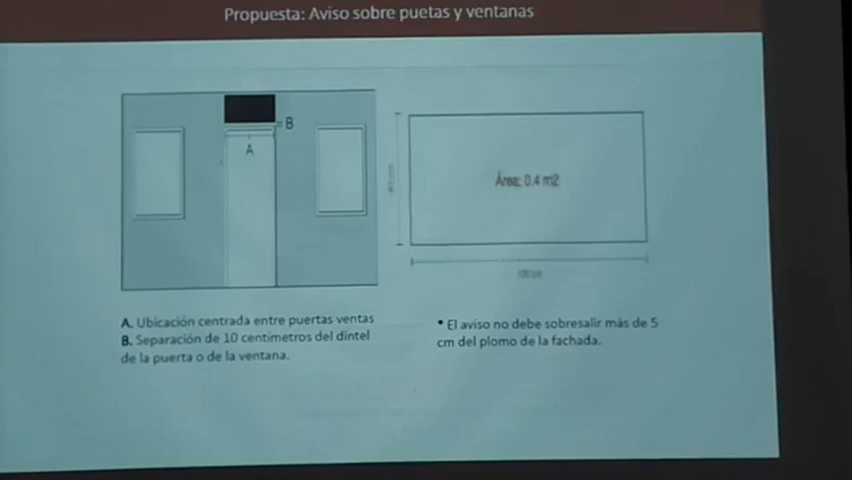 Propuesta: Aviso sobre puetas y ventanas
B
A
Área: 0.4 m2
A. Ubicación centrada entre puertas ventas
B. Separación de 10 centímetros del dintel
de la puerta o de la ventana.
* El aviso no debe sobresalir más de 5
cm del plomo de la fachada.